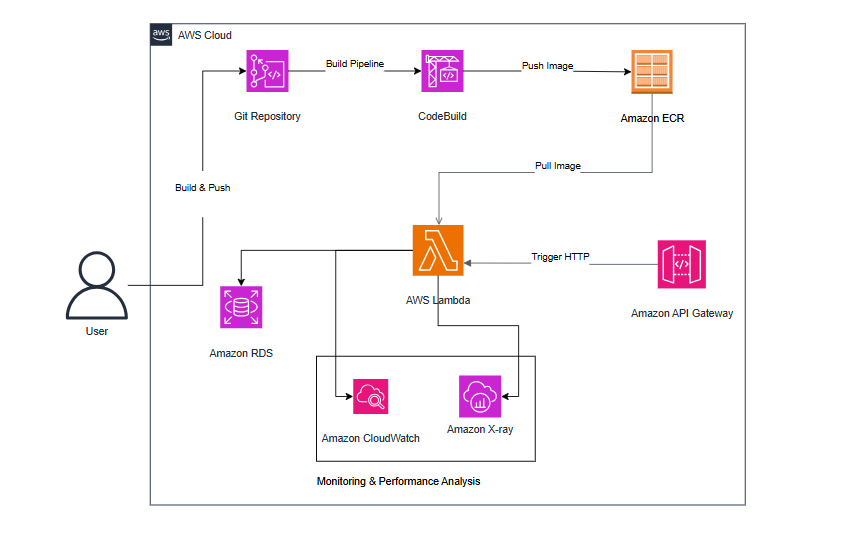 aws
AWS Cloud
Build Pipeline
Push Image
Git Repository
CodeBuild
Amazon ECR
Pull Image
Build & Push
Trigger HTTP
AWS Lambda
Amazon API Gateway
User
Amazon RDS
Amazon CloudWatch
Amazon X-ray
Monitoring & Performance Analysis